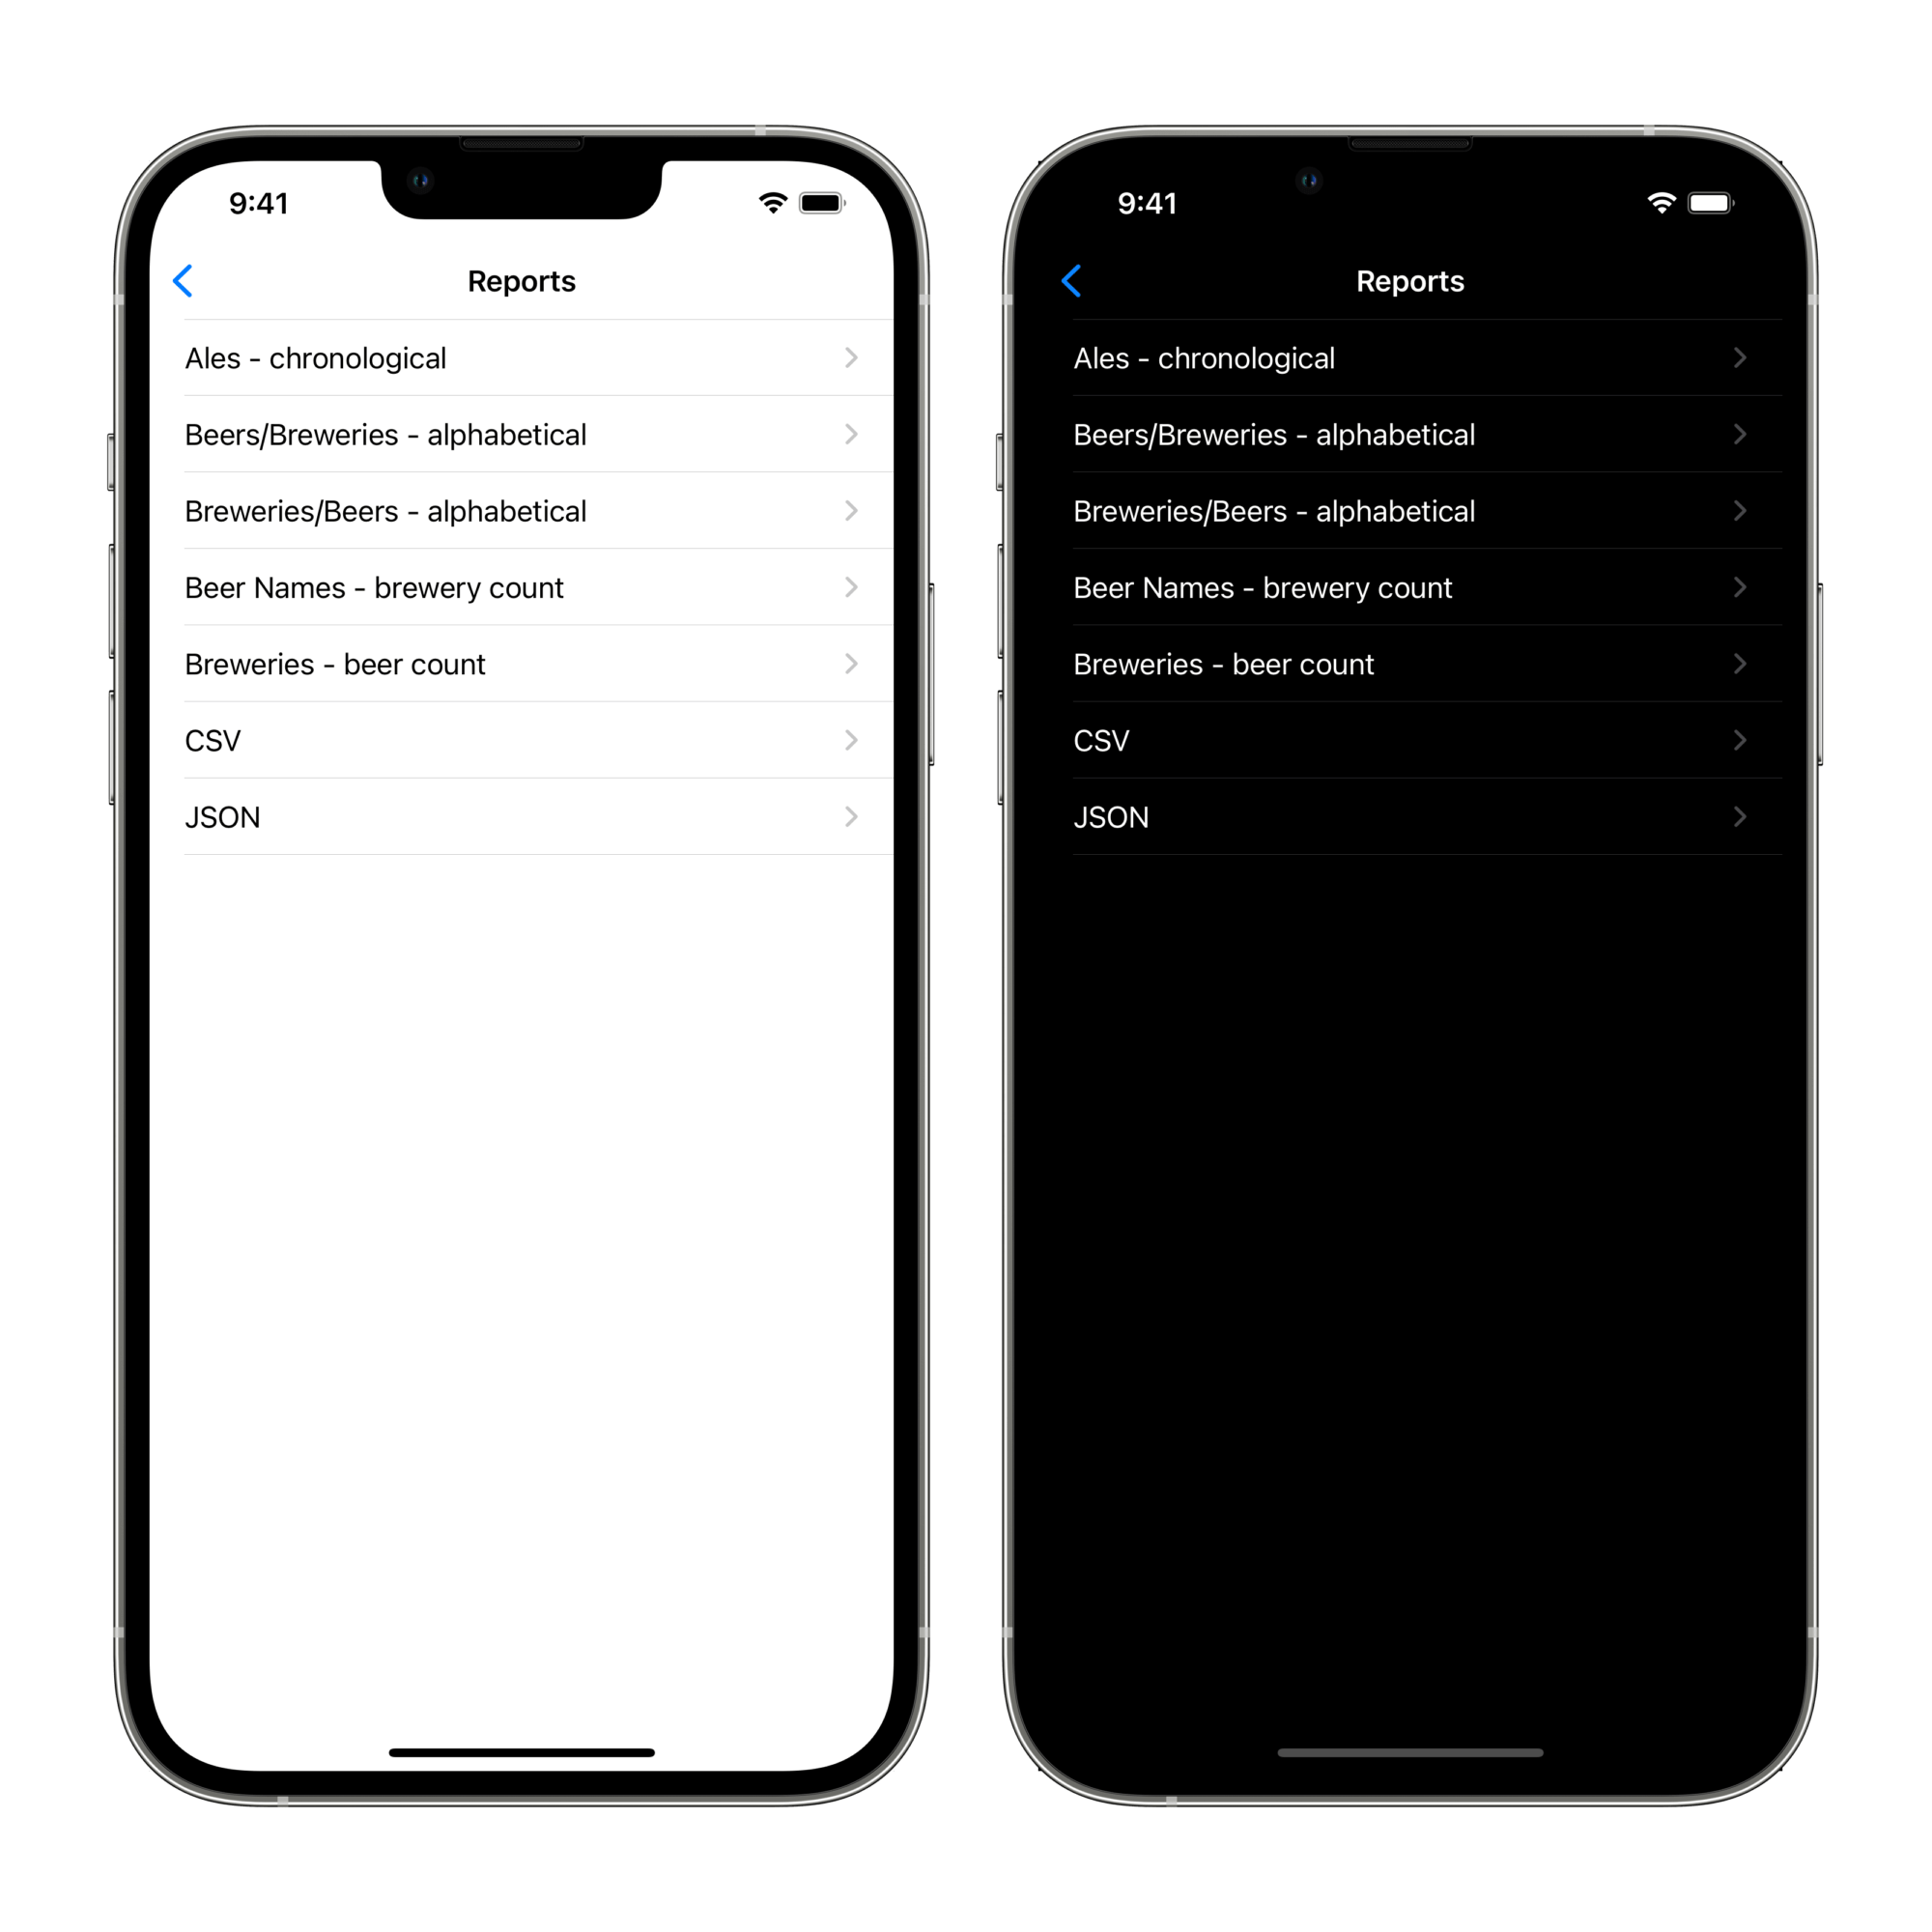 9:41
Reports
Ales - chronological
Beers/Breweries - alphabetical
Breweries/Beers - alphabetical
Beer Names - brewery count
Breweries - beer count
CSV
JSON
9:41
Reports
Ales - chronological
Beers/Breweries - alphabetical
Breweries/Beers - alphabetical
Beer Names - brewery count
Breweries - beer count
CSV
JSON